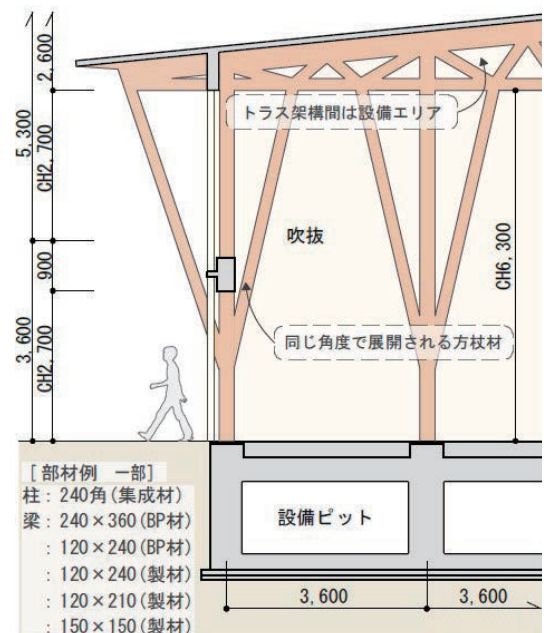 2,600
5,300
CH2,700
900
3,600
CH2,700
トラス架構間は設備エリア
吹抜
CH6,300
同じ角度で展開される方杖材
[部材例 一部]
柱：240角(集成材)
梁：240×360(BP材)
：120×240(BP材)
：120×240(製材)
：120×210(製材)
：150×150(製材)
設備ピット
3,600
3,600